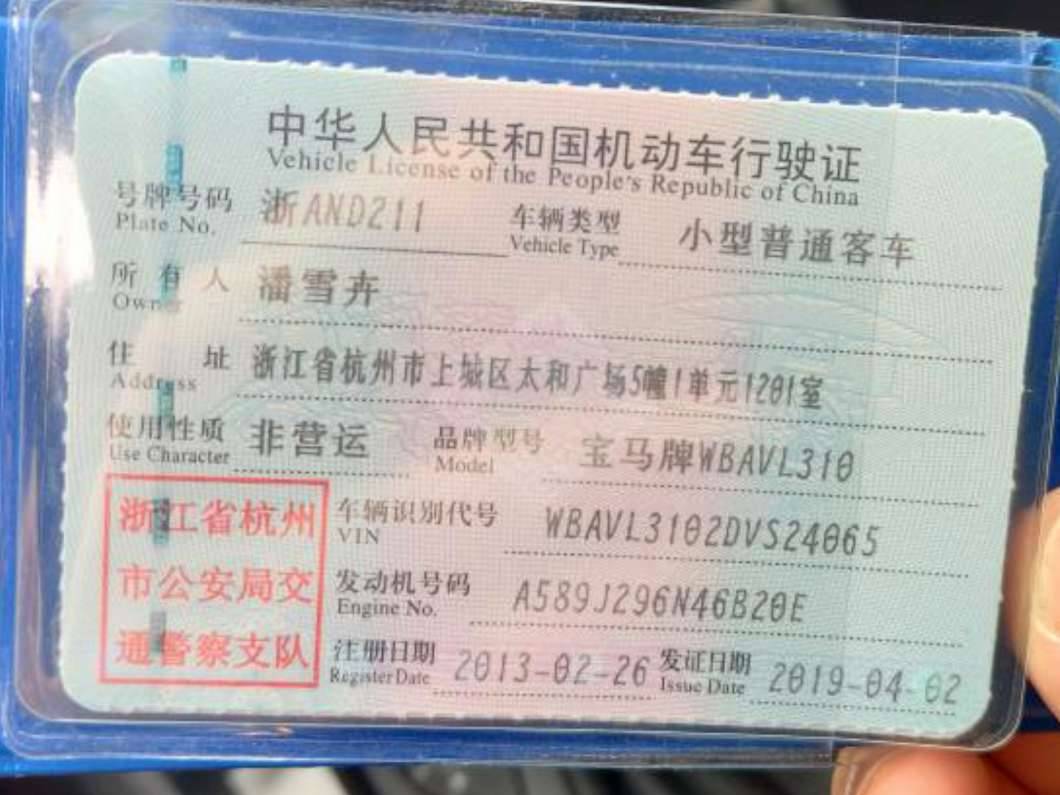 中华人民共和国机动车行驶证
Vehicle License of the People's Republic of China
号牌号码 浙AND211 车辆类型 小型普通客车
Plate No. Vehicle Type
所有人 潘雪卉
Owner
住址 浙江省杭州市上城区太和广场5幢1单元1201室
Address
使用性质 非营运 品牌型号 宝马牌WBAVL310
Use Character Model
浙江省杭州 车辆识别代号 WBAVL3102DVS24065
VIN
市公安局交 发动机号码 A589J296N46B20E
Engine No.
通警察支队 注册日期 2013-02-26 发证日期 2019-04-02
Register Date Issue Date